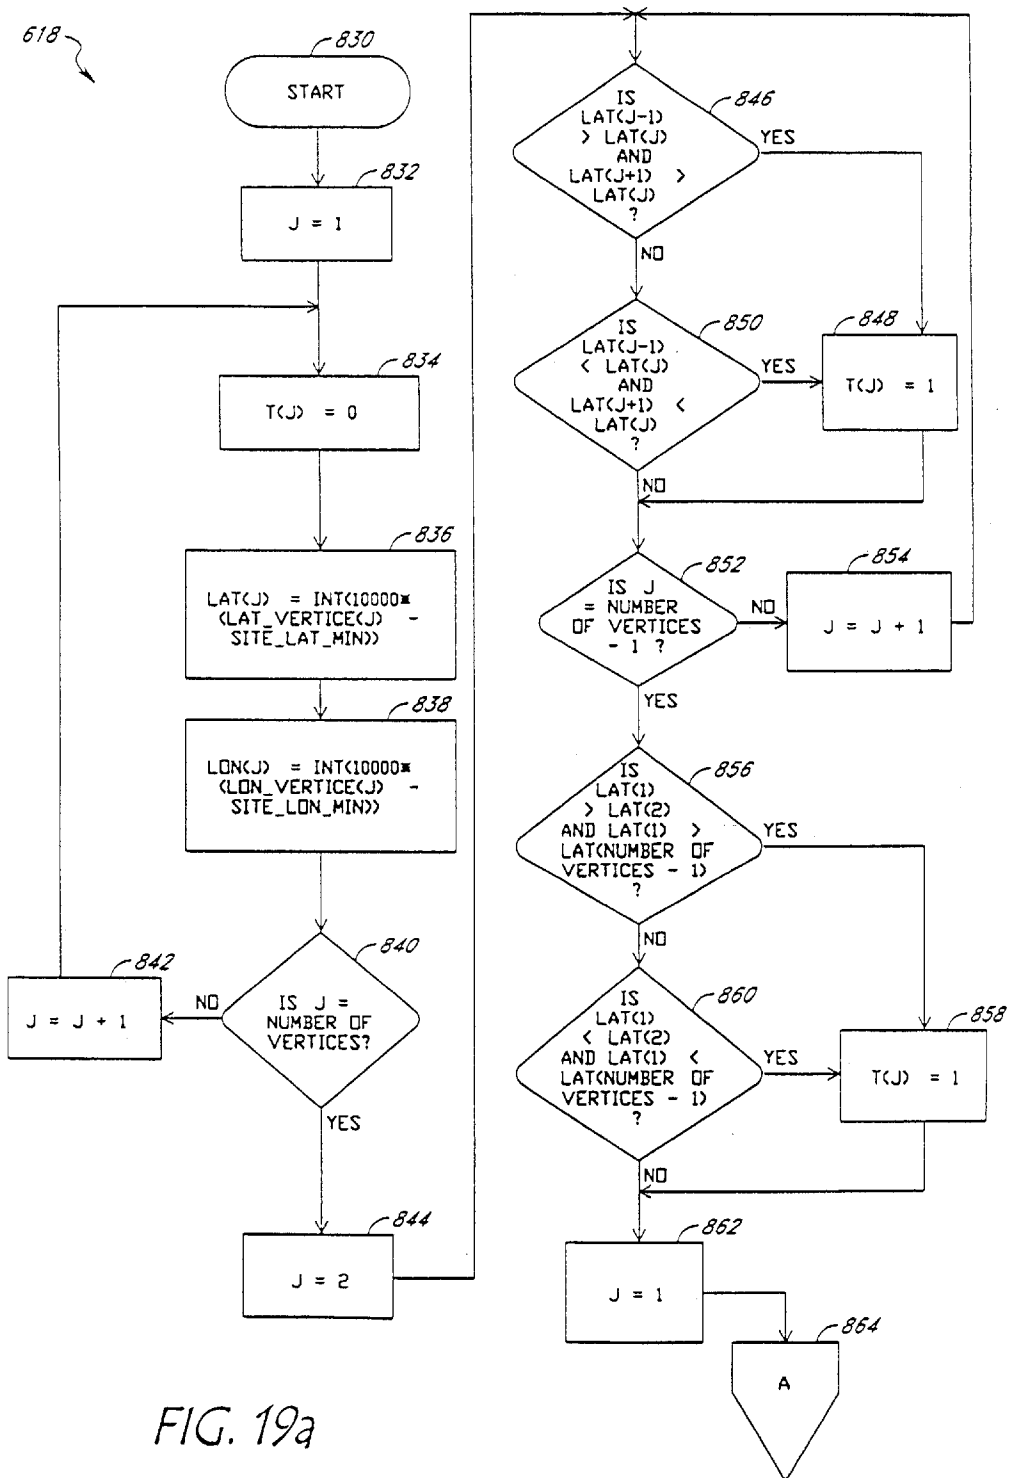 618
830
START
832
J = 1
834
T(J) = 0
836
LAT(J) = INT(10000*
(LAT_VERTICE(J) -
SITE_LAT_MIN))
838
LON(J) = INT(10000*
(LON_VERTICE(J) -
SITE_LON_MIN))
840
IS J =
NUMBER OF
VERTICES?
NO
842
J = J + 1
YES
844
J = 2
846
IS
LAT(J-1)
> LAT(J)
AND
LAT(J+1) >
LAT(J)
?
YES
NO
848
T(J) = 1
850
IS
LAT(J-1)
< LAT(J)
AND
LAT(J+1) <
LAT(J)
?
YES
NO
852
IS J
= NUMBER
OF VERTICES
- 1 ?
NO
854
J = J + 1
YES
856
IS
LAT(1)
> LAT(2)
AND LAT(1) >
LAT(NUMBER OF
VERTICES - 1)
?
YES
NO
858
T(J) = 1
860
IS
LAT(1)
< LAT(2)
AND LAT(1) <
LAT(NUMBER OF
VERTICES - 1)
?
YES
NO
862
J = 1
864
A
FIG. 19a